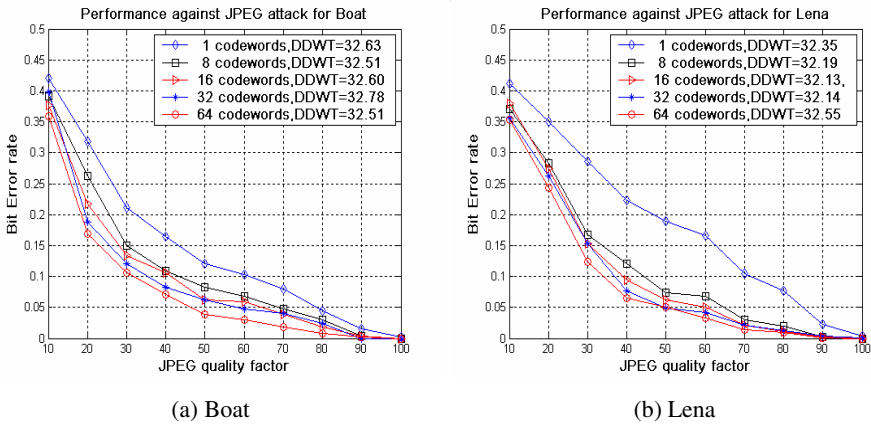 Performance against JPEG attack for Boat
0.5
0.45
0.4
0.35
0.3
0.25
0.2
0.15
0.1
0.05
0
Bit Error rate
1 codewords,DDWT=32.63
8 codewords,DDWT=32.51
16 codewords,DDWT=32.60
32 codewords,DDWT=32.78
64 codewords,DDWT=32.51
10 20 30 40 50 60 70 80 90 100
JPEG quality factor
(a) Boat
Performance against JPEG attack for Lena
0.5
0.45
0.4
0.35
0.3
0.25
0.2
0.15
0.1
0.05
0
Bit Error rate
1 codewords,DDWT=32.35
8 codewords,DDWT=32.19
16 codewords,DDWT=32.13,
32 codewords,DDWT=32.14
64 codewords,DDWT=32.55
10 20 30 40 50 60 70 80 90 100
JPEG quality factor
(b) Lena